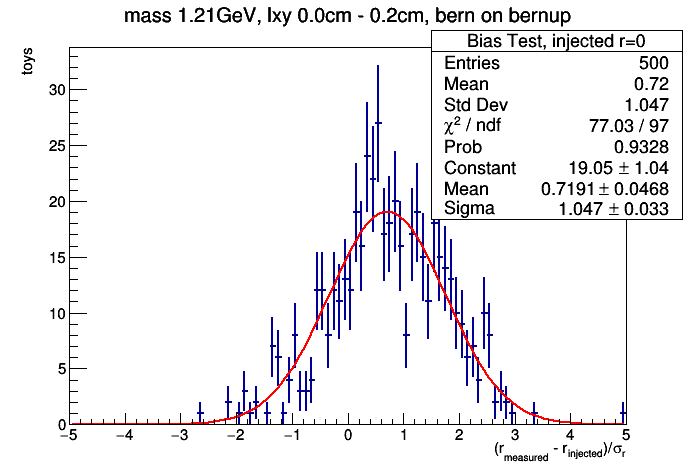 mass 1.21GeV, lxy 0.0cm - 0.2cm, bern on bernup
Bias Test, injected r=0
Entries 500
Mean 0.72
Std Dev 1.047
χ² / ndf 77.03 / 97
Prob 0.9328
Constant 19.05 ± 1.04
Mean 0.7191 ± 0.0468
Sigma 1.047 ± 0.033
toys
30
25
20
15
10
5
0
−5 −4 −3 −2 −1 0 1 2 3 4 5
(r_measured - r_injected)/σ_r